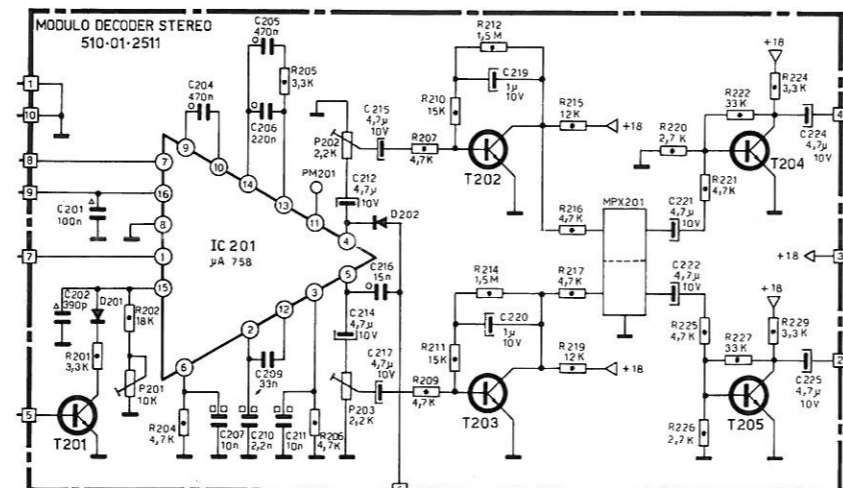 MODULO DECODER STEREO
510-01-2511
1
10
8
9
7
5
C201
100n
C202
390p
D201
R202
18K
R201
3,3K
P201
10K
T201
C204
470n
C205
470n
R205
3,3K
C206
220n
9
10
14
13
PM201
11
4
7
16
8
1
15
IC201
µA 758
5
3
12
2
6
R204
4,7K
C207
10n
C209
33n
C210
2,2n
C211
10n
R206
4,7K
P202
2,2K
C215
4,7µ
10V
C212
4,7µ
10V
D202
C216
15n
C214
4,7µ
10V
C217
4,7µ
10V
P203
2,2K
R207
4,7K
R209
4,7K
R212
1,5M
C219
1µ
10V
R210
15K
T202
R215
12K
+18
R216
4,7K
R214
1,5M
C220
1µ
10V
R211
15K
T203
R217
4,7K
R219
12K
+18
MPX201
C221
4,7µ
10V
C222
4,7µ
10V
R220
2,7K
R221
4,7K
R222
33K
+18
R224
3,3K
C224
4,7µ
10V
T204
4
+18
3
R225
4,7K
R226
2,7K
R227
33K
+18
R229
3,3K
C225
4,7µ
10V
T205
2